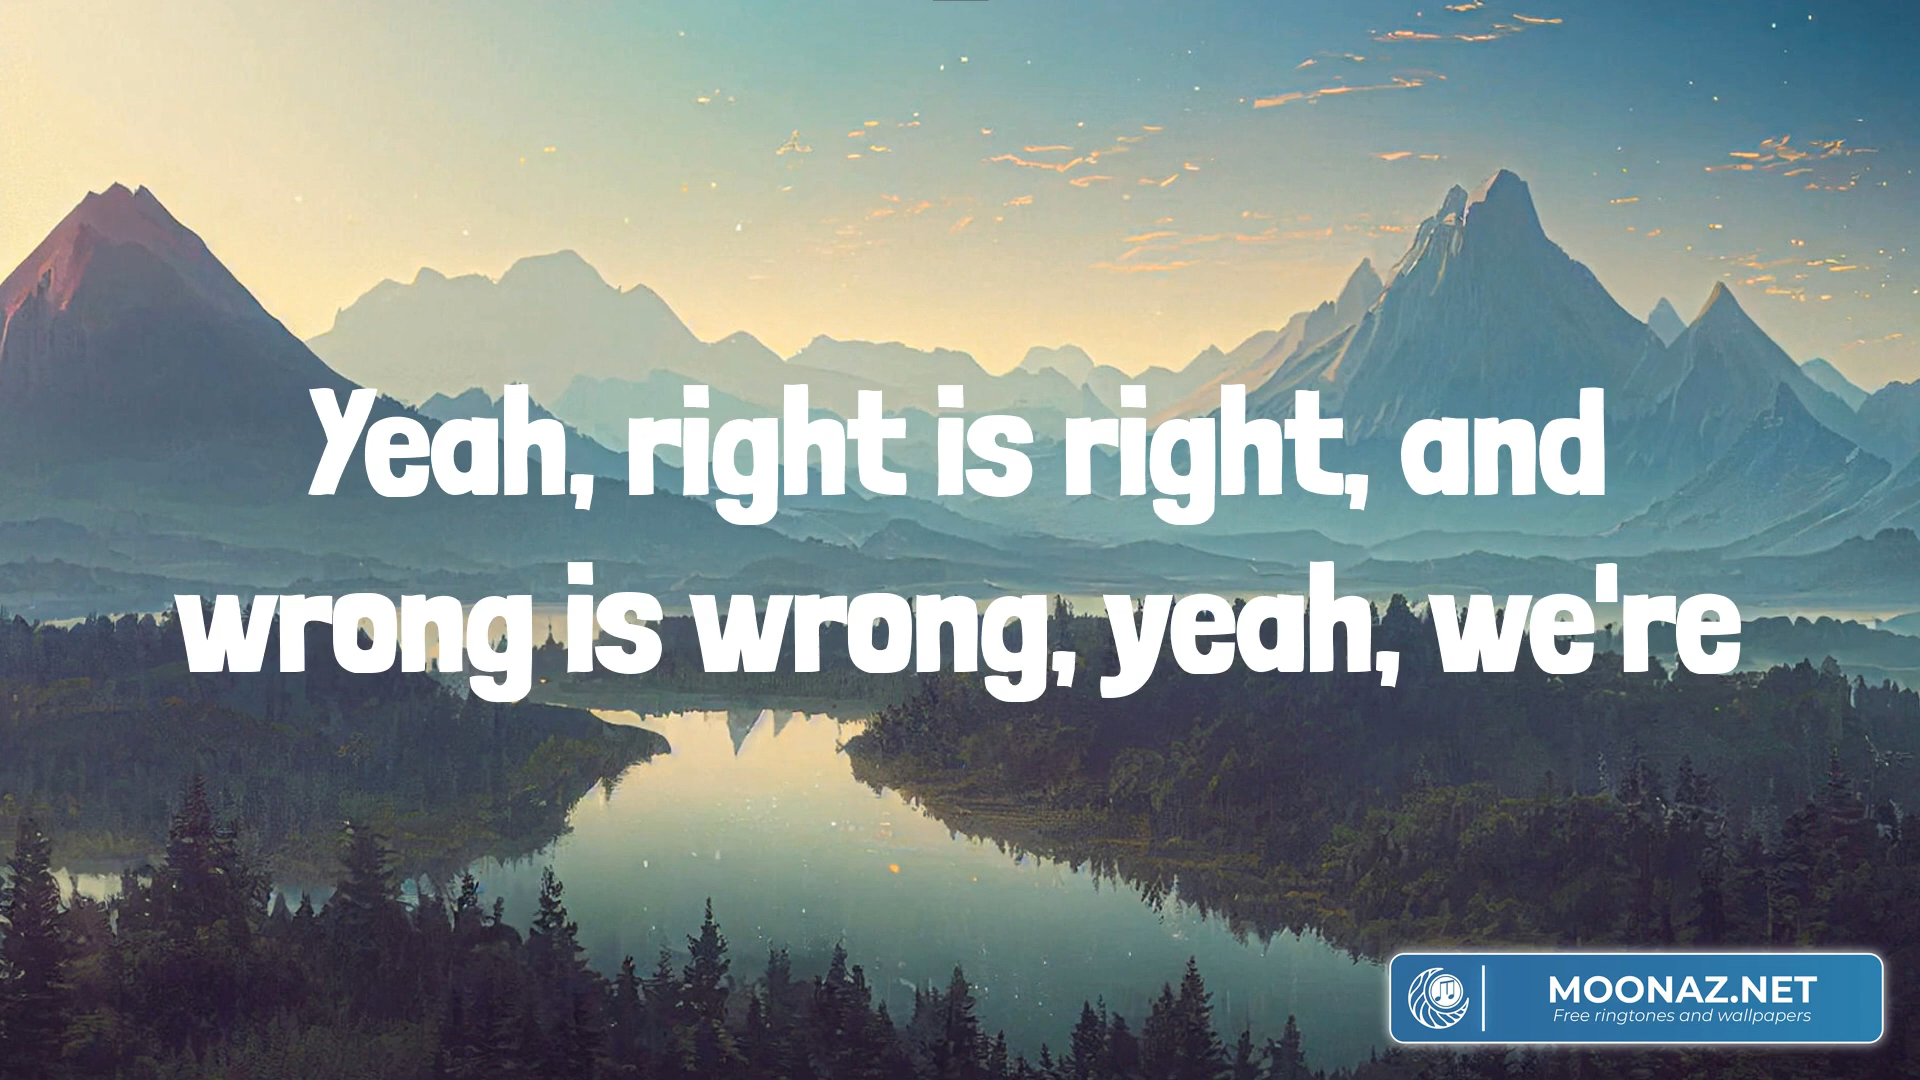 Yeah, right is right, and
wrong is wrong, yeah, we're
MOONAZ.NET
Free ringtones and wallpapers